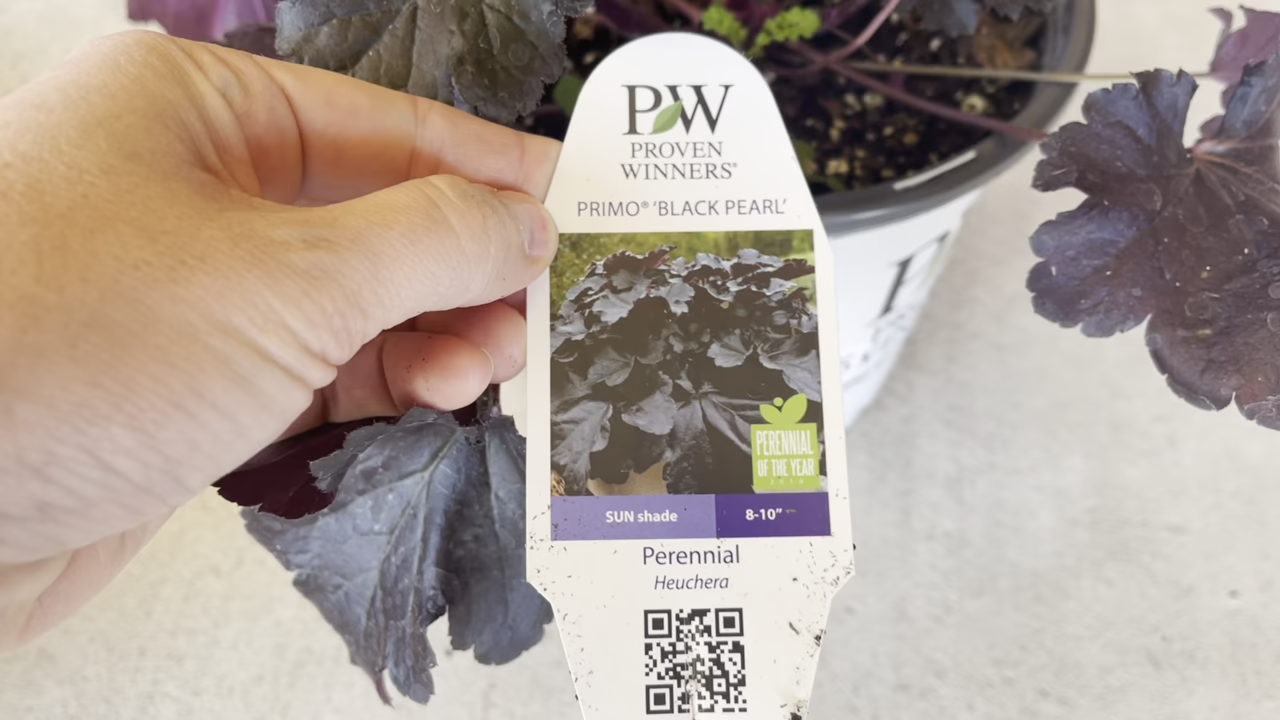 PW
PROVEN
WINNERS®
PRIMO® 'BLACK PEARL'
PERENNIAL
OF THE YEAR
SUN shade
8-10"
Perennial
Heuchera